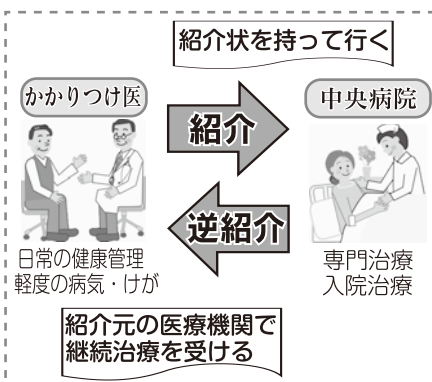 紹介状を持って行く
かかりつけ医
中央病院
紹介
逆紹介
日常の健康管理
軽度の病気・けが
専門治療
入院治療
紹介元の医療機関で
継続治療を受ける